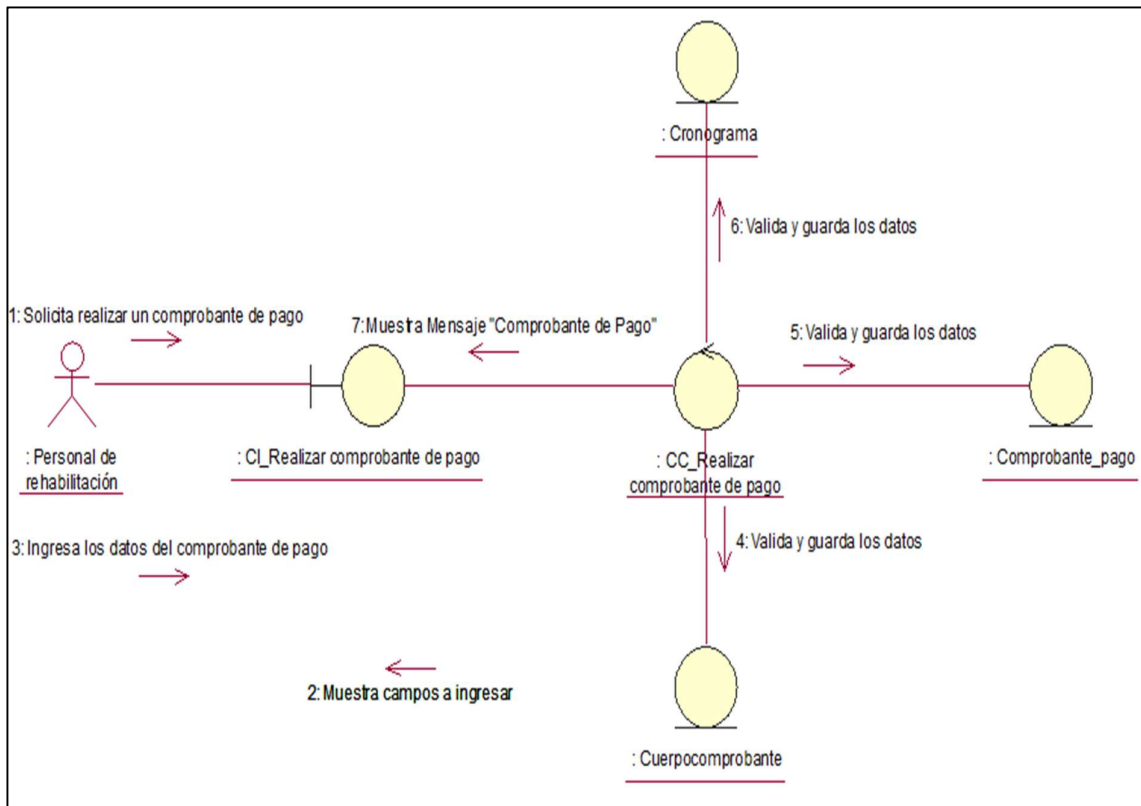 : Cronograma
6: Valida y guarda los datos
1: Solicita realizar un comprobante de pago
7: Muestra Mensaje "Comprobante de Pago"
5: Valida y guarda los datos
: Personal de
rehabilitación
: CI_Realizar comprobante de pago
: CC_Realizar
comprobante de pago
: Comprobante_pago
3: Ingresa los datos del comprobante de pago
4: Valida y guarda los datos
2: Muestra campos a ingresar
: Cuerpocomprobante